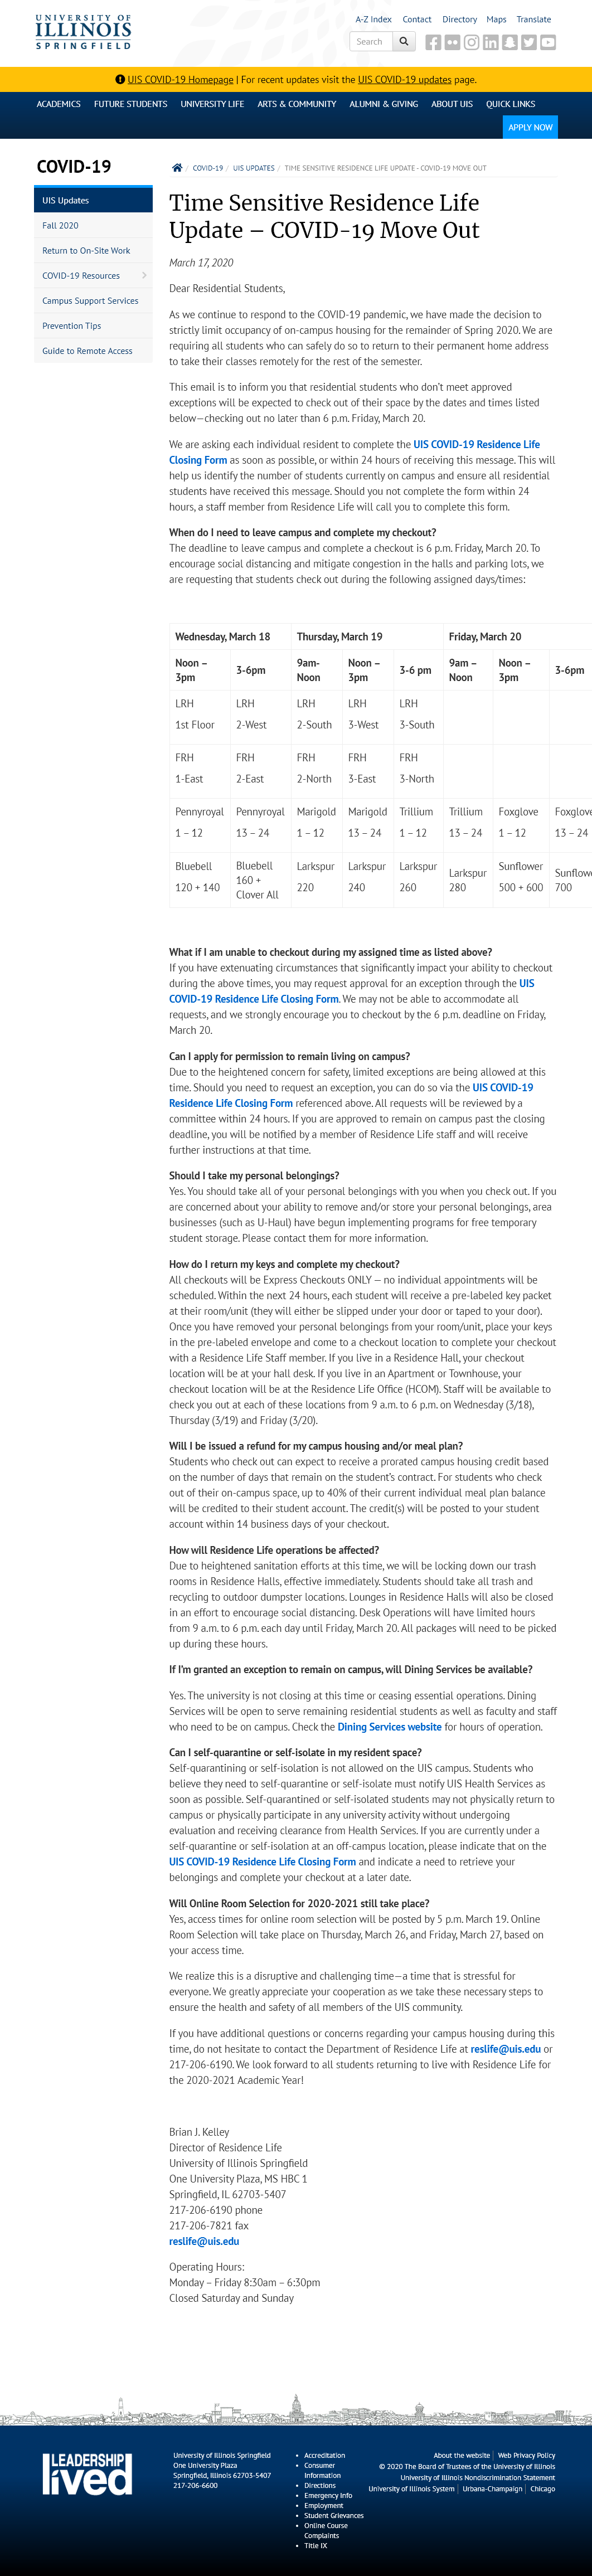 UNIVERSITY OF
ILLINOIS
SPRINGFIELD
A-Z Index Contact Directory Maps Translate
Search
UIS COVID-19 Homepage | For recent updates visit the UIS COVID-19 updates page.
ACADEMICS FUTURE STUDENTS UNIVERSITY LIFE ARTS & COMMUNITY ALUMNI & GIVING ABOUT UIS QUICK LINKS
APPLY NOW
COVID-19
UIS Updates
Fall 2020
Return to On-Site Work
COVID-19 Resources
Campus Support Services
Prevention Tips
Guide to Remote Access
COVID-19 / UIS UPDATES / TIME SENSITIVE RESIDENCE LIFE UPDATE - COVID-19 MOVE OUT
Time Sensitive Residence Life
Update – COVID-19 Move Out
March 17, 2020
Dear Residential Students,
As we continue to respond to the COVID-19 pandemic, we have made the decision to
strictly limit occupancy of on-campus housing for the remainder of Spring 2020. We are
requiring all students who can safely do so to return to their permanent home address
to take their classes remotely for the rest of the semester.
This email is to inform you that residential students who don't meet approved
exceptions will be expected to check out of their space by the dates and times listed
below—checking out no later than 6 p.m. Friday, March 20.
We are asking each individual resident to complete the UIS COVID-19 Residence Life
Closing Form as soon as possible, or within 24 hours of receiving this message. This will
help us identify the number of students currently on campus and ensure all residential
students have received this message. Should you not complete the form within 24
hours, a staff member from Residence Life will call you to complete this form.
When do I need to leave campus and complete my checkout?
The deadline to leave campus and complete a checkout is 6 p.m. Friday, March 20. To
encourage social distancing and mitigate congestion in the halls and parking lots, we
are requesting that students check out during the following assigned days/times:
Wednesday, March 18 Thursday, March 19 Friday, March 20
Noon – 3pm 3-6pm 9am-Noon Noon – 3pm 3-6 pm 9am – Noon Noon – 3pm 3-6pm
LRH LRH LRH LRH LRH
1st Floor 2-West 2-South 3-West 3-South
FRH FRH FRH FRH FRH
1-East 2-East 2-North 3-East 3-North
Pennyroyal Pennyroyal Marigold Marigold Trillium Trillium Foxglove Foxglove
1 – 12 13 – 24 1 – 12 13 – 24 1 – 12 13 – 24 1 – 12 13 – 24
Bluebell Bluebell Larkspur Larkspur Larkspur Larkspur Sunflower Sunflowe
120 + 140 160 + Clover All 220 240 260 280 500 + 600 700
What if I am unable to checkout during my assigned time as listed above?
If you have extenuating circumstances that significantly impact your ability to checkout
during the above times, you may request approval for an exception through the UIS
COVID-19 Residence Life Closing Form. We may not be able to accommodate all
requests, and we strongly encourage you to checkout by the 6 p.m. deadline on Friday,
March 20.
Can I apply for permission to remain living on campus?
Due to the heightened concern for safety, limited exceptions are being allowed at this
time. Should you need to request an exception, you can do so via the UIS COVID-19
Residence Life Closing Form referenced above. All requests will be reviewed by a
committee within 24 hours. If you are approved to remain on campus past the closing
deadline, you will be notified by a member of Residence Life staff and will receive
further instructions at that time.
Should I take my personal belongings?
Yes. You should take all of your personal belongings with you when you check out. If you
are concerned about your ability to remove and/or store your personal belongings, area
businesses (such as U-Haul) have begun implementing programs for free temporary
student storage. Please contact them for more information.
How do I return my keys and complete my checkout?
All checkouts will be Express Checkouts ONLY — no individual appointments will be
scheduled. Within the next 24 hours, each student will receive a pre-labeled key packet
at their room/unit (they will either be slipped under your door or taped to your door).
Once you have removed your personal belongings from your room/unit, place your keys
in the pre-labeled envelope and come to a checkout location to complete your checkout
with a Residence Life Staff member. If you live in a Residence Hall, your checkout
location will be at your hall desk. If you live in an Apartment or Townhouse, your
checkout location will be at the Residence Life Office (HCOM). Staff will be available to
check you out at each of these locations from 9 a.m. to 6 p.m. on Wednesday (3/18),
Thursday (3/19) and Friday (3/20).
Will I be issued a refund for my campus housing and/or meal plan?
Students who check out can expect to receive a prorated campus housing credit based
on the number of days that remain on the student's contract. For students who check
out of their on-campus space, up to 40% of their current individual meal plan balance
will be credited to their student account. The credit(s) will be posted to your student
account within 14 business days of your checkout.
How will Residence Life operations be affected?
Due to heightened sanitation efforts at this time, we will be locking down our trash
rooms in Residence Halls, effective immediately. Students should take all trash and
recycling to outdoor dumpster locations. Lounges in Residence Halls will also be closed
in an effort to encourage social distancing. Desk Operations will have limited hours
from 9 a.m. to 6 p.m. each day until Friday, March 20. All packages will need to be picked
up during these hours.
If I'm granted an exception to remain on campus, will Dining Services be available?
Yes. The university is not closing at this time or ceasing essential operations. Dining
Services will be open to serve remaining residential students as well as faculty and staff
who need to be on campus. Check the Dining Services website for hours of operation.
Can I self-quarantine or self-isolate in my resident space?
Self-quarantining or self-isolation is not allowed on the UIS campus. Students who
believe they need to self-quarantine or self-isolate must notify UIS Health Services as
soon as possible. Self-quarantined or self-isolated students may not physically return to
campus or physically participate in any university activity without undergoing
evaluation and receiving clearance from Health Services. If you are currently under a
self-quarantine or self-isolation at an off-campus location, please indicate that on the
UIS COVID-19 Residence Life Closing Form and indicate a need to retrieve your
belongings and complete your checkout at a later date.
Will Online Room Selection for 2020-2021 still take place?
Yes, access times for online room selection will be posted by 5 p.m. March 19. Online
Room Selection will take place on Thursday, March 26, and Friday, March 27, based on
your access time.
We realize this is a disruptive and challenging time—a time that is stressful for
everyone. We greatly appreciate your cooperation as we take these necessary steps to
ensure the health and safety of all members of the UIS community.
If you have additional questions or concerns regarding your campus housing during this
time, do not hesitate to contact the Department of Residence Life at reslife@uis.edu or
217-206-6190. We look forward to all students returning to live with Residence Life for
the 2020-2021 Academic Year!
Brian J. Kelley
Director of Residence Life
University of Illinois Springfield
One University Plaza, MS HBC 1
Springfield, IL 62703-5407
217-206-6190 phone
217-206-7821 fax
reslife@uis.edu
Operating Hours:
Monday – Friday 8:30am – 6:30pm
Closed Saturday and Sunday
LEADERSHIP
lived
University of Illinois Springfield
One University Plaza
Springfield, Illinois 62703-5407
217-206-6600
Accreditation
Consumer
Information
Directions
Emergency Info
Employment
Student Grievances
Online Course
Complaints
Title IX
About the website | Web Privacy Policy
© 2020 The Board of Trustees of the University of Illinois
University of Illinois Nondiscrimination Statement
University of Illinois System | Urbana-Champaign | Chicago